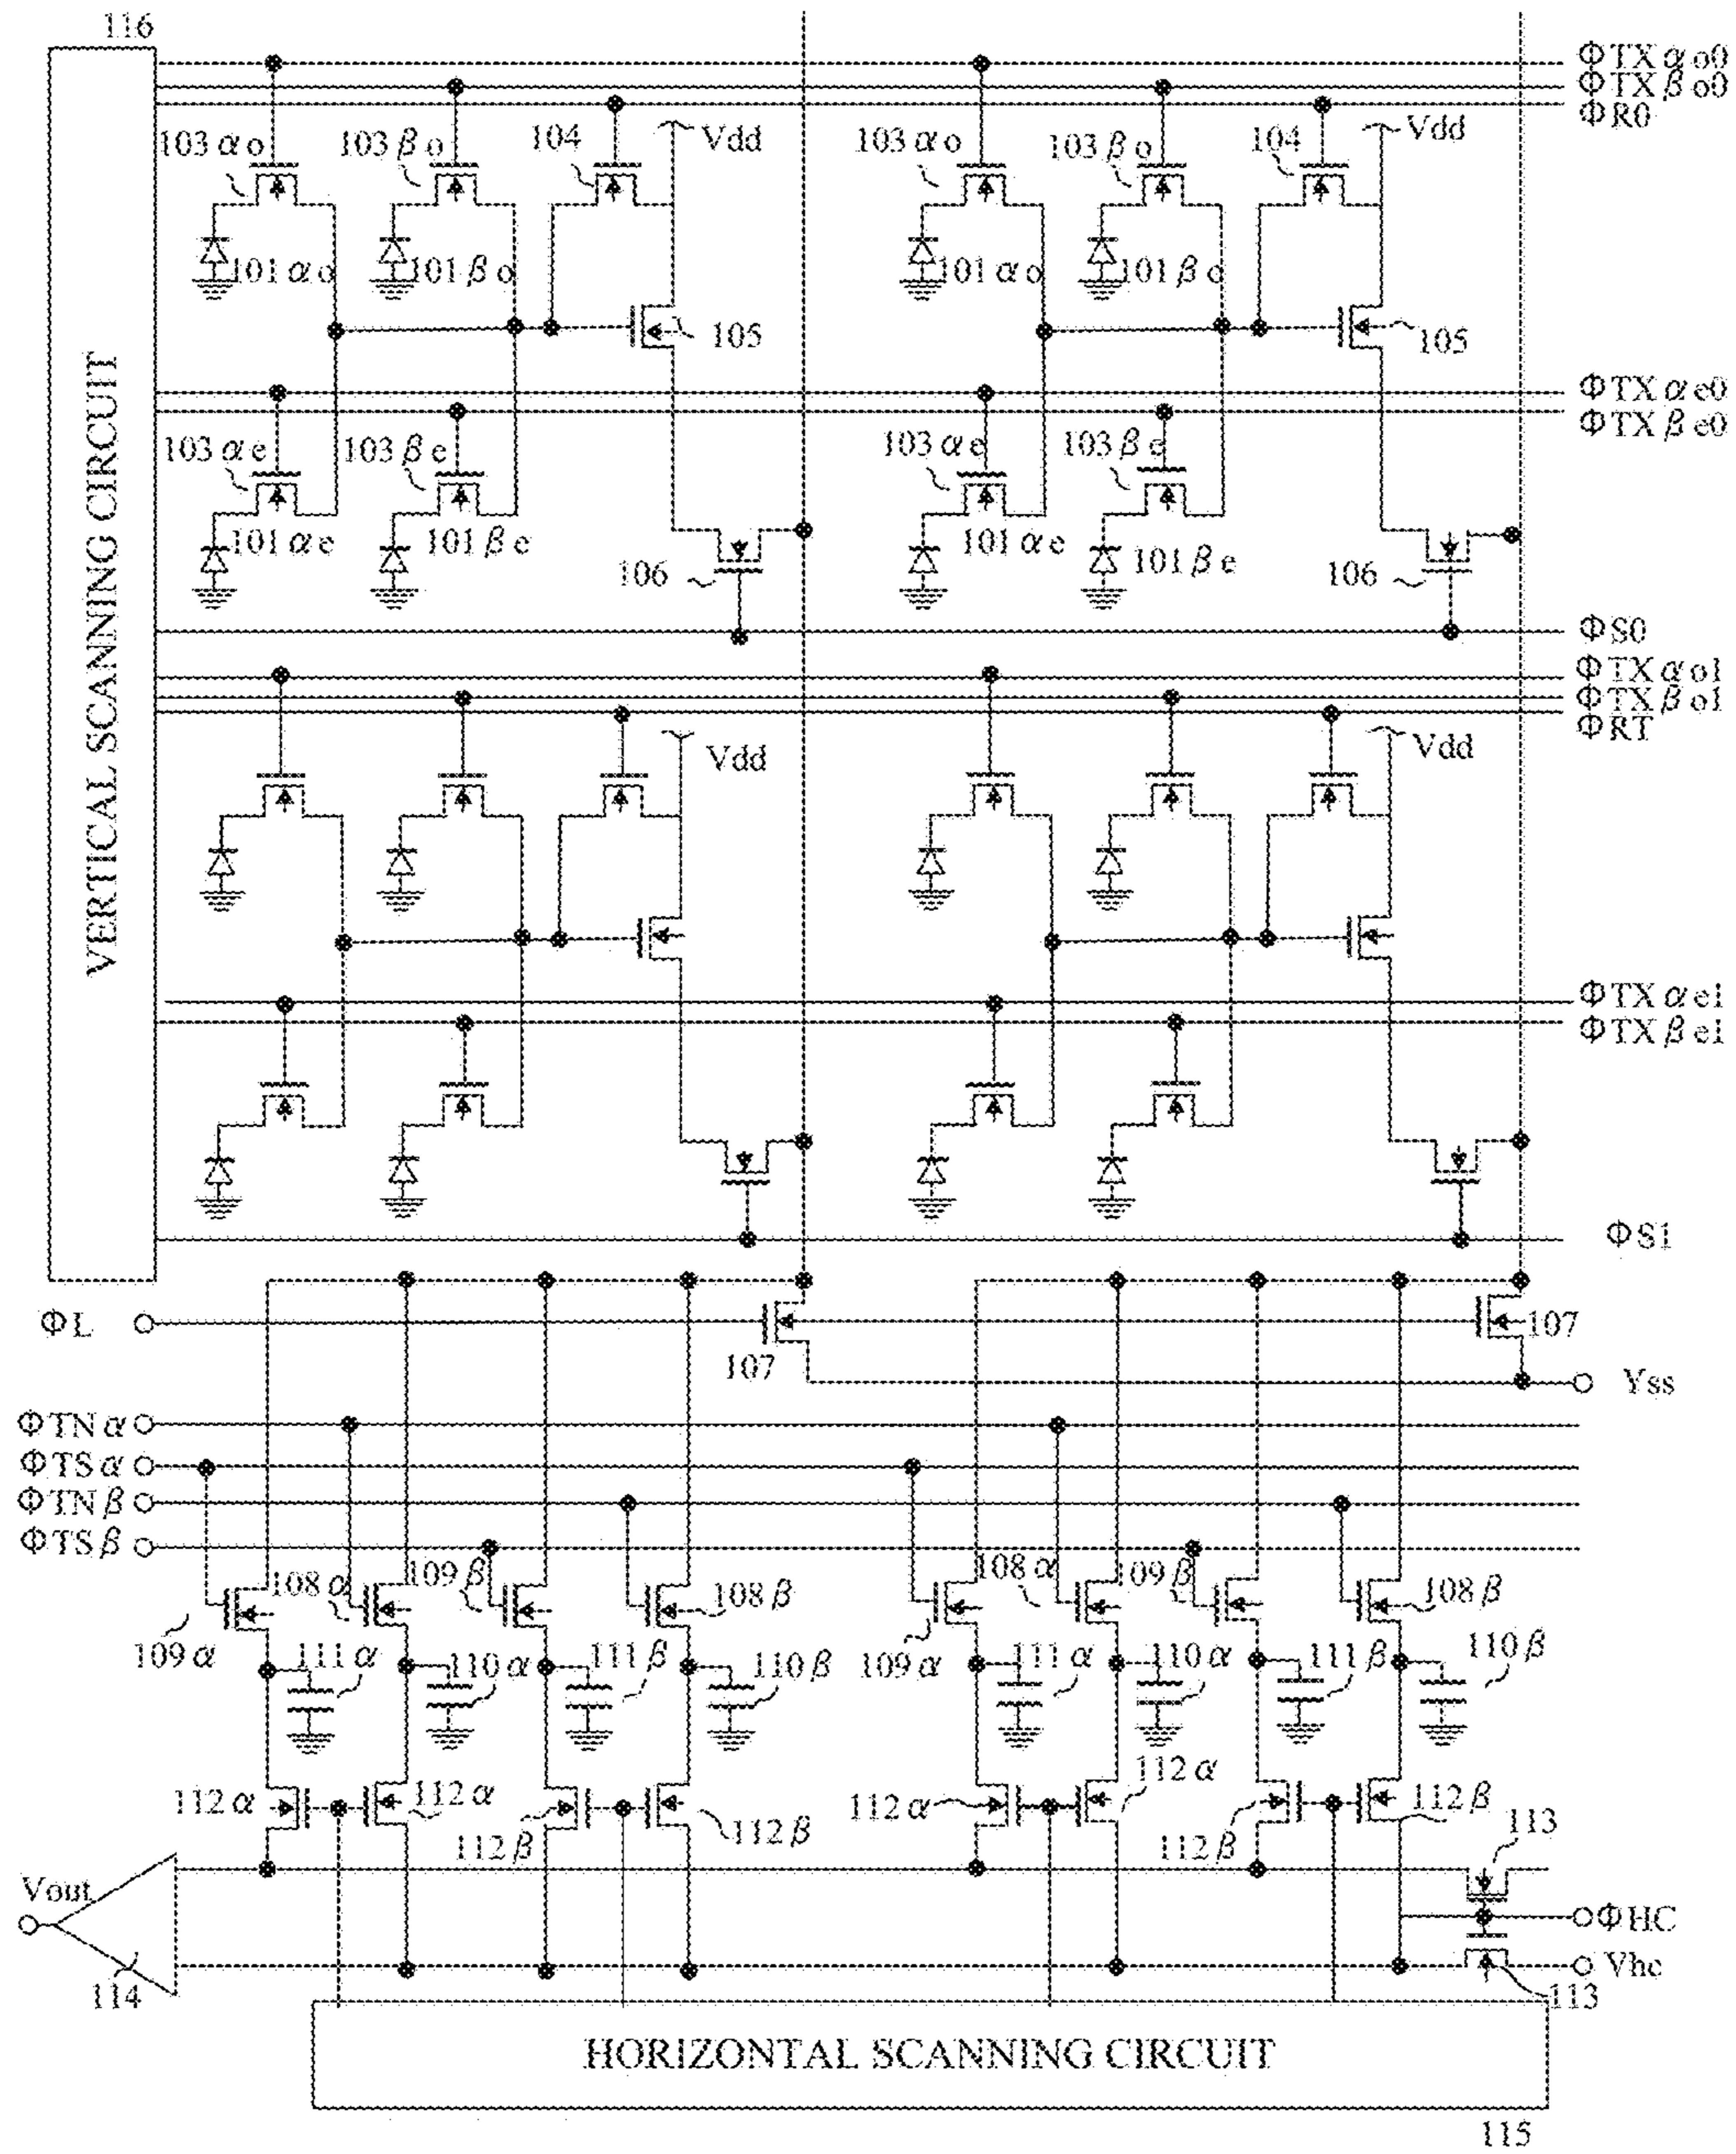 116
ΦTXαo0
ΦTXβo0
ΦR0
103αo
103βo
104
Vdd
103αo
103βo
104
Vdd
101αo
101βo
101αo
101βo
105
105
VERTICAL SCANNING CIRCUIT
ΦTXαe0
ΦTXβe0
103αe
103βe
103αe
103βe
101αe
101βe
101αe
101βe
106
106
ΦS0
ΦTXαo1
ΦTXβo1
ΦRT
Vdd
Vdd
ΦTXαe1
ΦTXβe1
ΦS1
ΦL
107
107
Yss
ΦTNα
ΦTSα
ΦTNβ
ΦTSβ
108α
109β
108β
108α
109β
108β
109α
111α
110α
111β
110β
109α
111α
110α
111β
110β
112α
112α
112β
112β
112α
112α
112β
112β
113
Vout
ΦHC
Vhc
114
113
HORIZONTAL SCANNING CIRCUIT
115